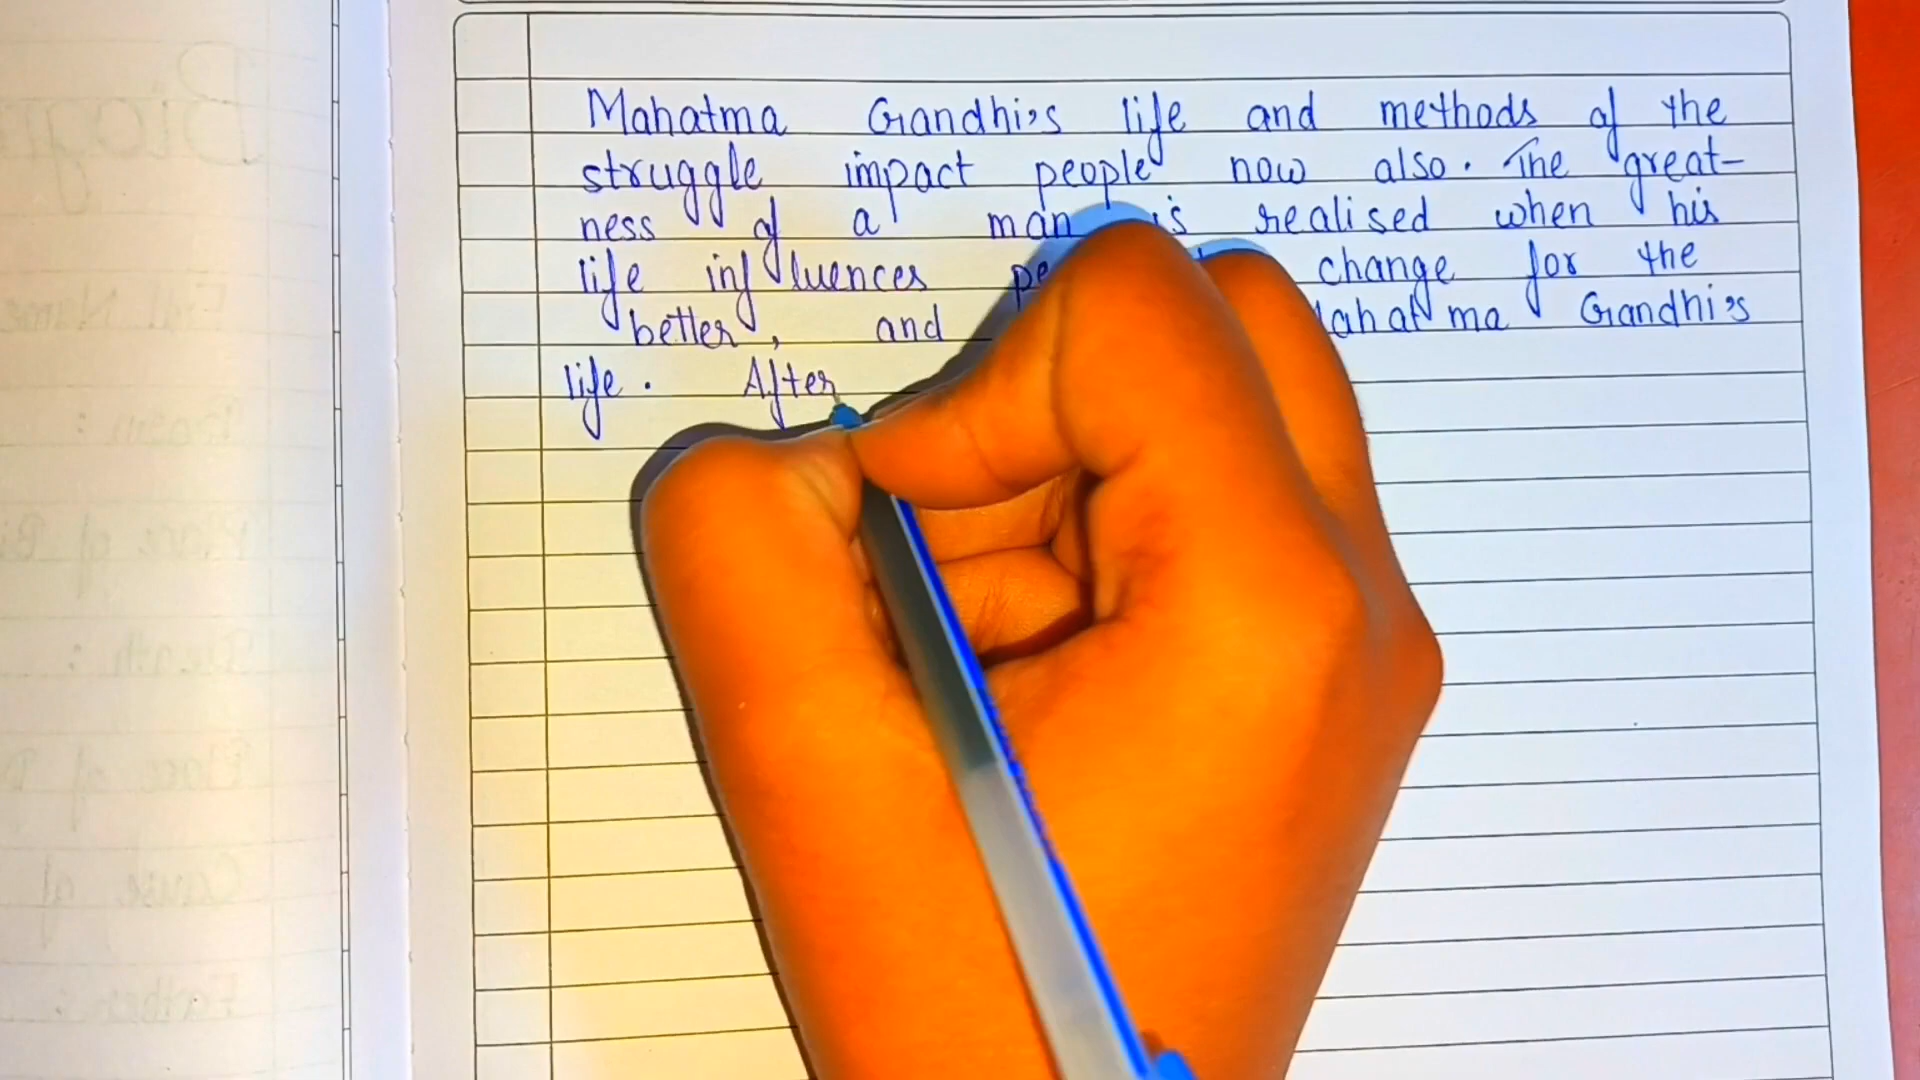 Mahatma Gandhi's life and methods of the
struggle impact people now also. The great-
ness of a man is realised when his
life influences change for the
better, and Mahatma Gandhi's
life. After